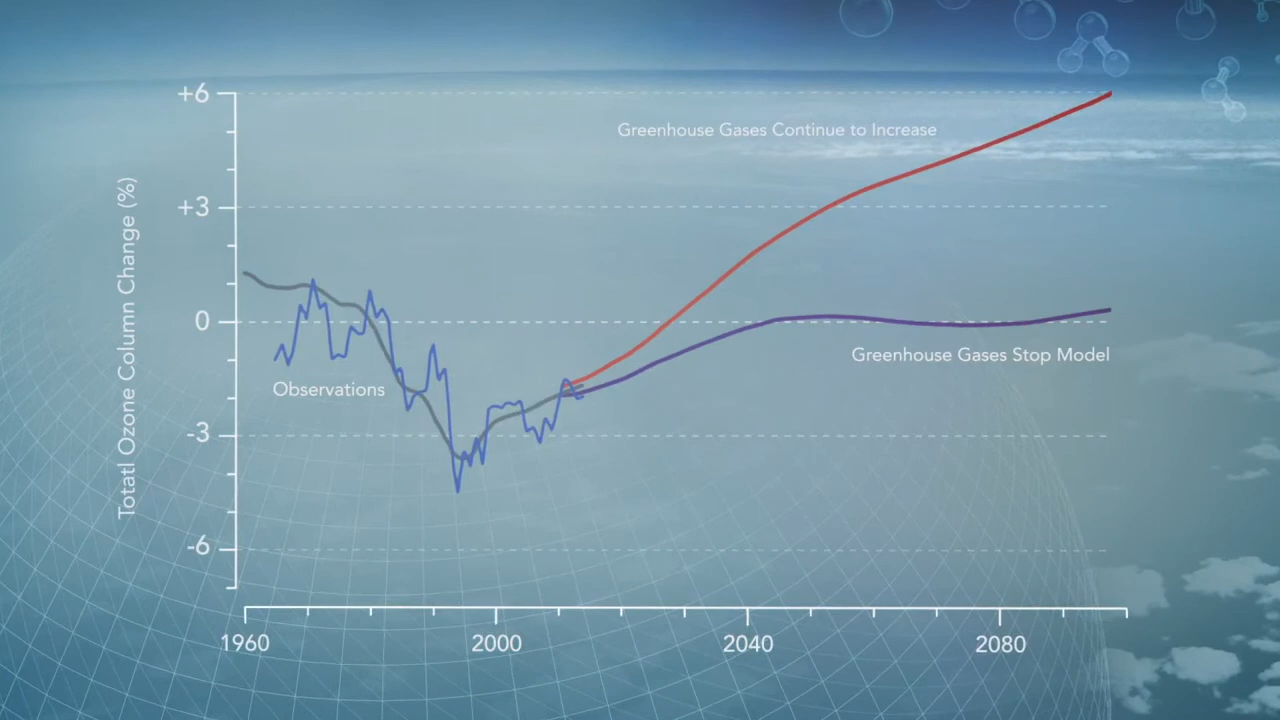 +6
Greenhouse Gases Continue to Increase
+3
0
Greenhouse Gases Stop Model
Observations
-3
-6
Totatl Ozone Column Change (%)
1960 2000 2040 2080